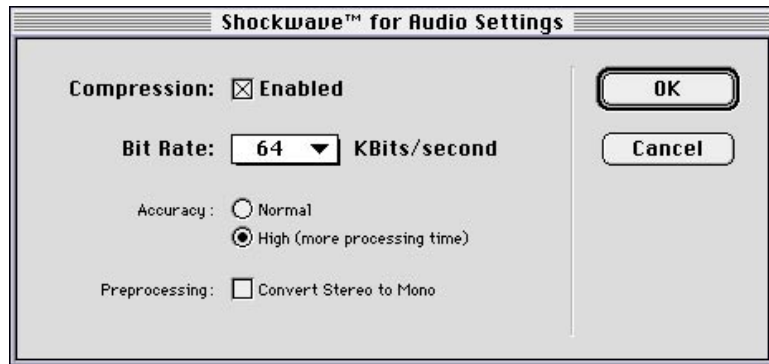 Shockwave™ for Audio Settings
Compression: Enabled
OK
Bit Rate: 64 KBits/second
Cancel
Accuracy: Normal
High (more processing time)
Preprocessing: Convert Stereo to Mono